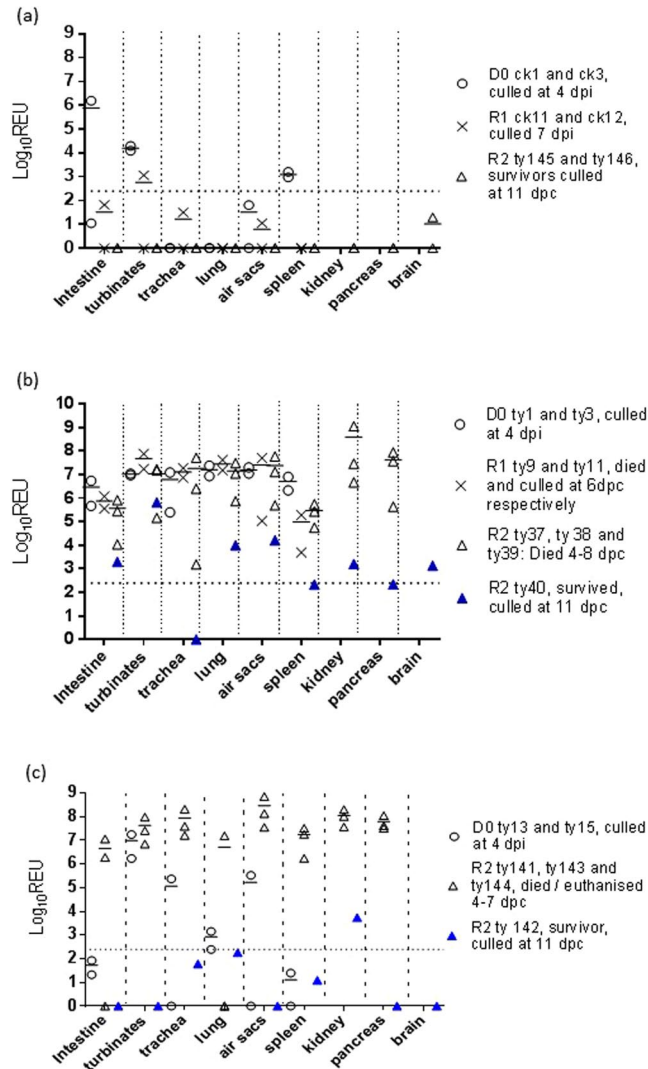 (a)
9
8
7
6
5
4
3
2
1
0
Log10REU
Intestine
turbinates
trachea
lung
air sacs
spleen
kidney
pancreas
brain
D0 ck1 and ck3,
culled at 4 dpi
R1 ck11 and ck12,
culled 7 dpi
R2 ty145 and ty146,
survivors culled
at 11 dpc
(b)
10
9
8
7
6
5
4
3
2
1
0
Log10REU
Intestine
turbinates
trachea
lung
air sacs
spleen
kidney
pancreas
brain
D0 ty1 and ty3, culled
at 4 dpi
R1 ty9 and ty11, died
and culled at 6dpc
respectively
R2 ty37, ty 38 and
ty39: Died 4-8 dpc
R2 ty40, survived,
culled at 11 dpc
(c)
9
8
7
6
5
4
3
2
1
0
Log10REU
Intestine
turbinates
trachea
lung
air sacs
spleen
kidney
pancreas
brain
D0 ty13 and ty15, culled
at 4 dpi
R2 ty141, ty143 and
ty144, died / euthanised
4-7 dpc
R2 ty 142, survivor,
culled at 11 dpc